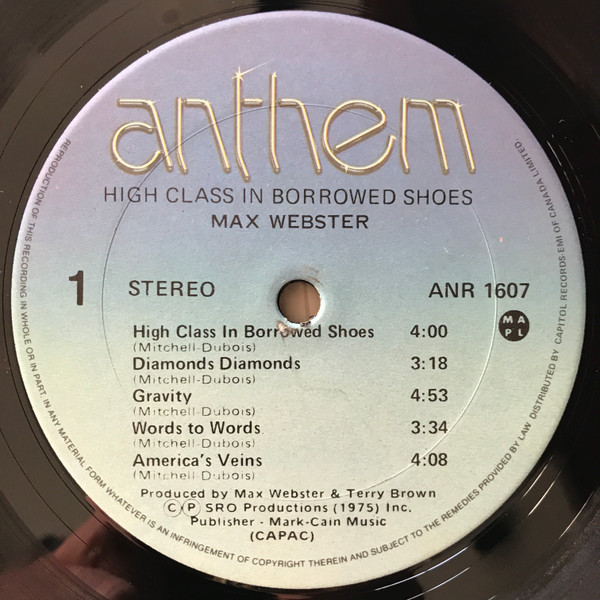 anthem
HIGH CLASS IN BORROWED SHOES
MAX WEBSTER
1 STEREO ANR 1607
High Class In Borrowed Shoes 4:00
(Mitchell-Dubois)
Diamonds Diamonds 3:18
(Mitchell-Dubois)
Gravity 4:53
(Mitchell-Dubois)
Words to Words 3:34
(Mitchell-Dubois)
America's Veins 4:08
(Mitchell-Dubois)
MA
PL
Produced by Max Webster & Terry Brown
ⒸⓅ SRO Productions (1975) Inc.
Publisher - Mark-Cain Music
(CAPAC)
REPRODUCTION OF THIS RECORDING IN WHOLE OR IN PART, IN ANY MATERIAL FORM WHATEVER IS AN INFRINGEMENT OF COPYRIGHT THEREIN AND SUBJECT TO THE REMEDIES PROVIDED BY LAW DISTRIBUTED BY CAPITOL RECORDS-EMI OF CANADA LIMITED.